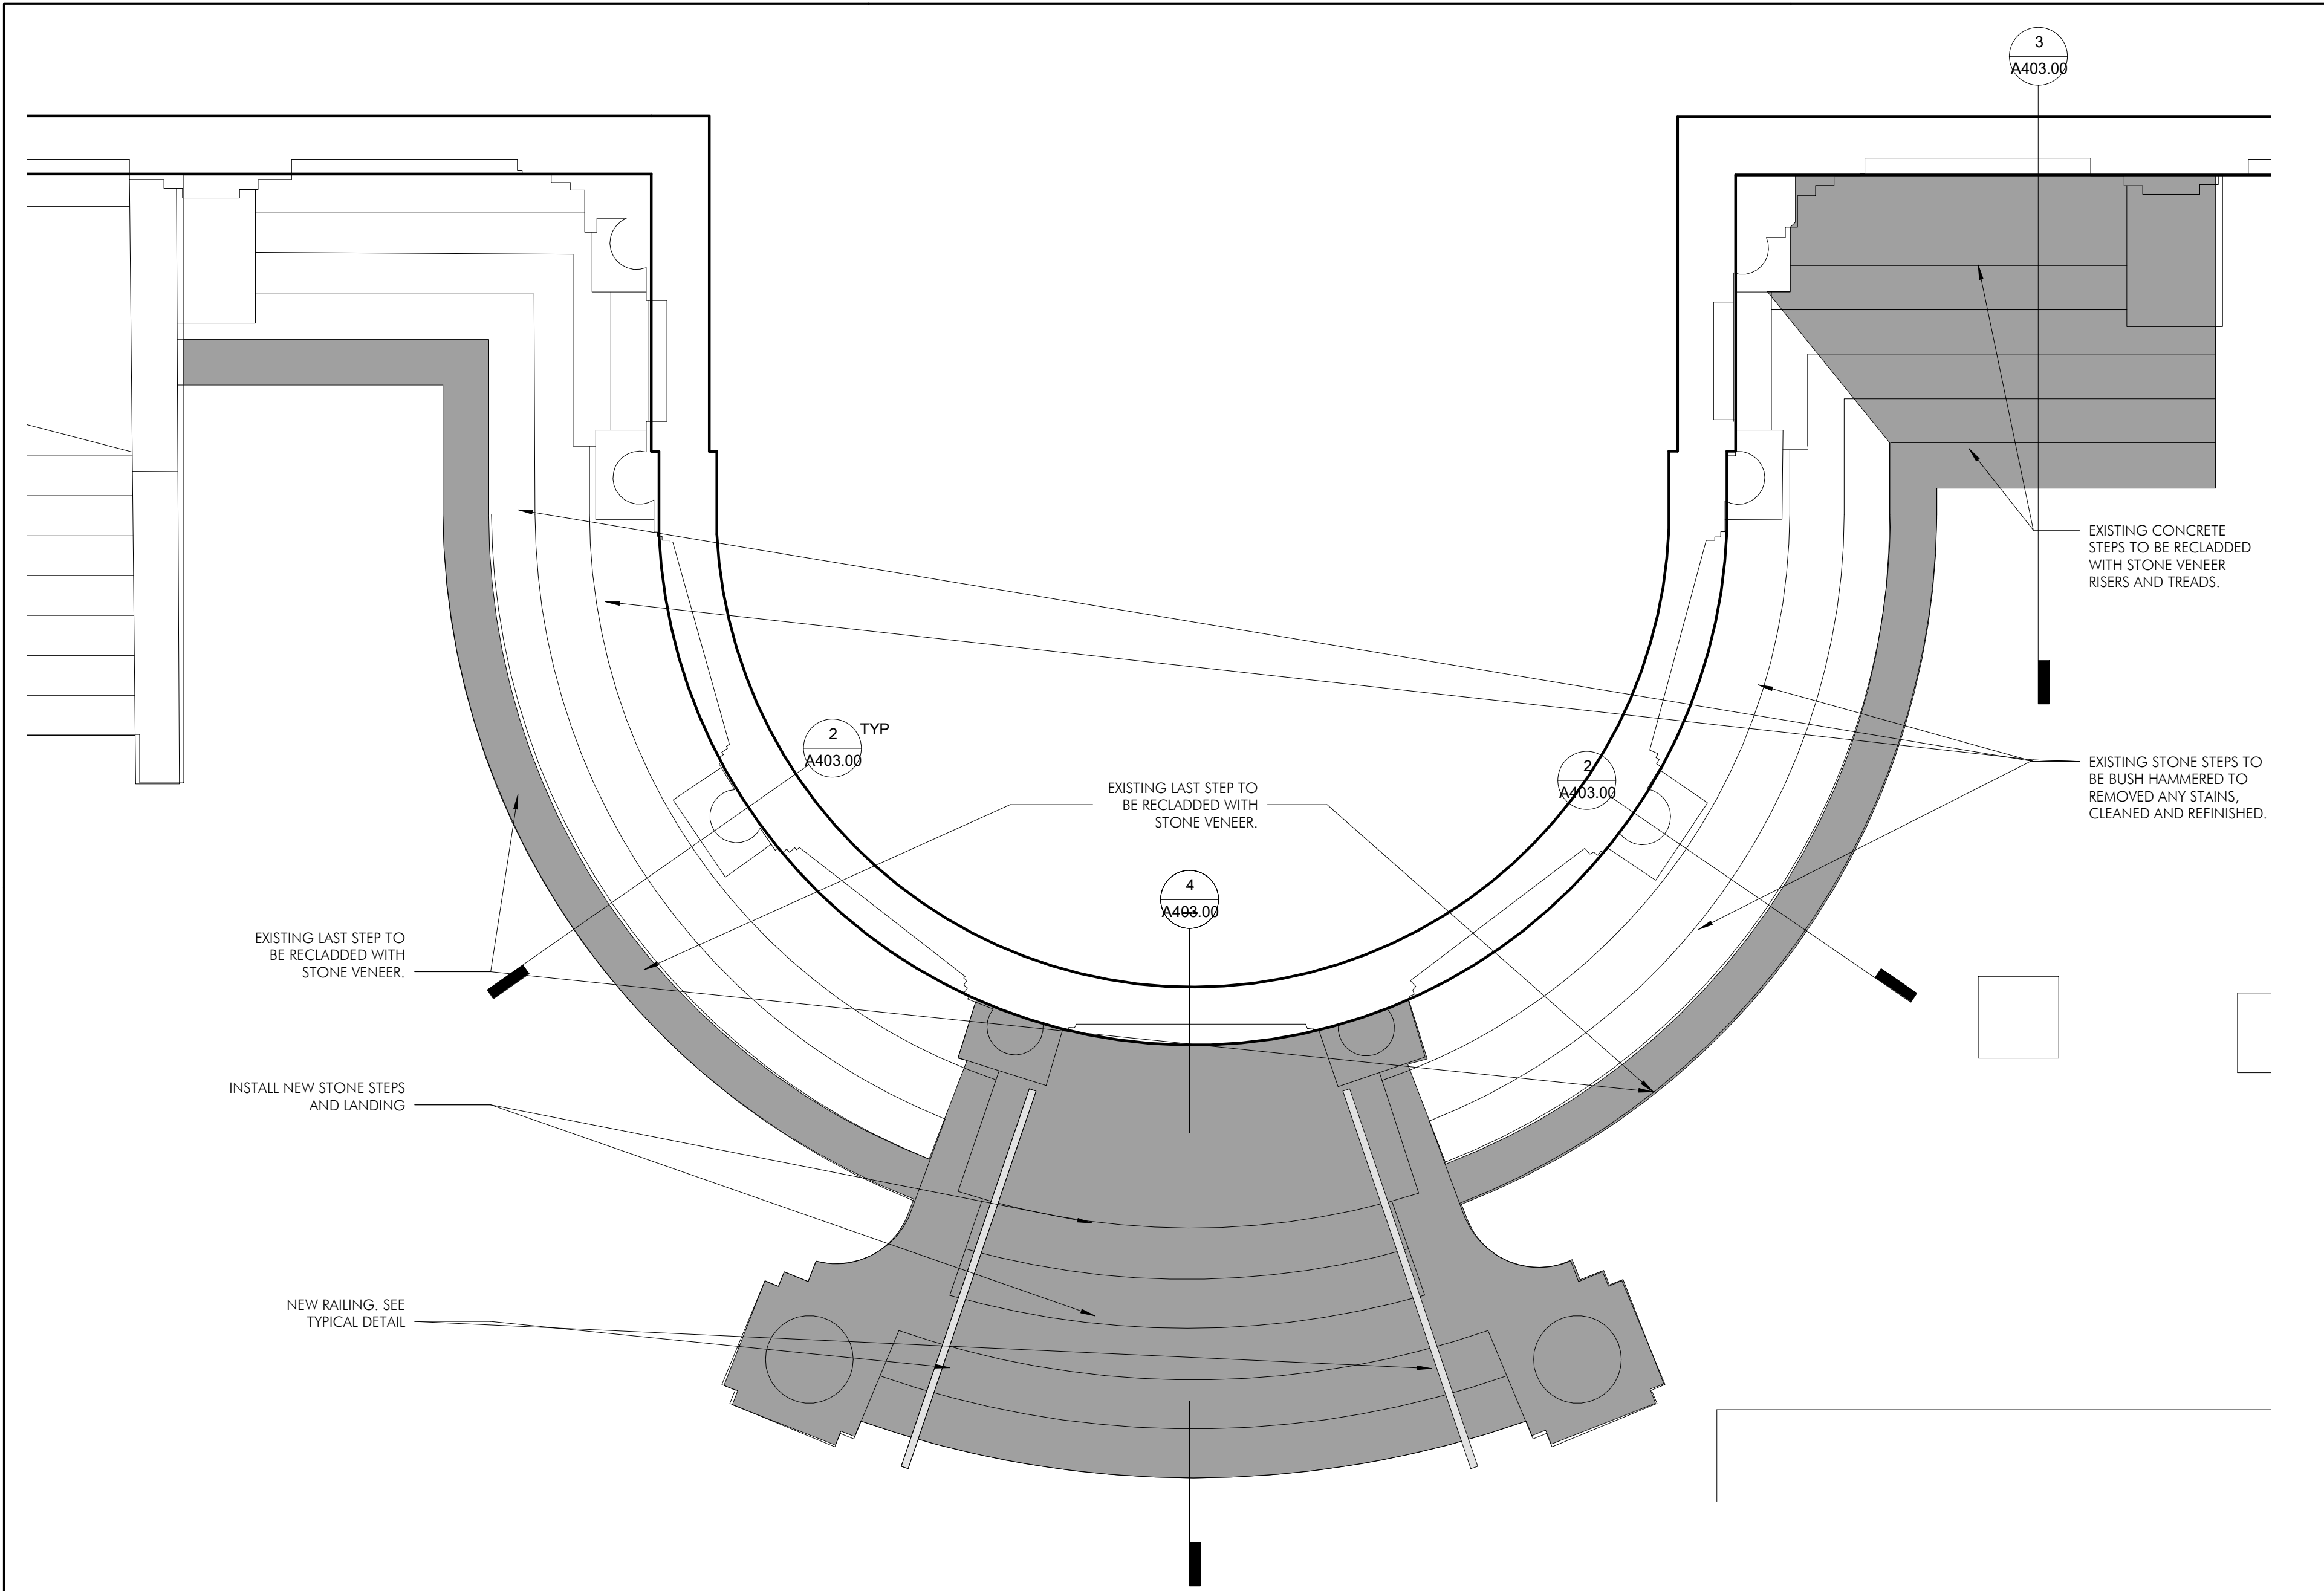 3
A403.00
EXISTING CONCRETE
STEPS TO BE RECLADDED
WITH STONE VENEER
RISERS AND TREADS.
2
TYP
A403.00
2
A403.00
EXISTING STONE STEPS TO
BE BUSH HAMMERED TO
REMOVED ANY STAINS,
CLEANED AND REFINISHED.
EXISTING LAST STEP TO
BE RECLADDED WITH
STONE VENEER.
4
A403.00
EXISTING LAST STEP TO
BE RECLADDED WITH
STONE VENEER.
INSTALL NEW STONE STEPS
AND LANDING
NEW RAILING. SEE
TYPICAL DETAIL